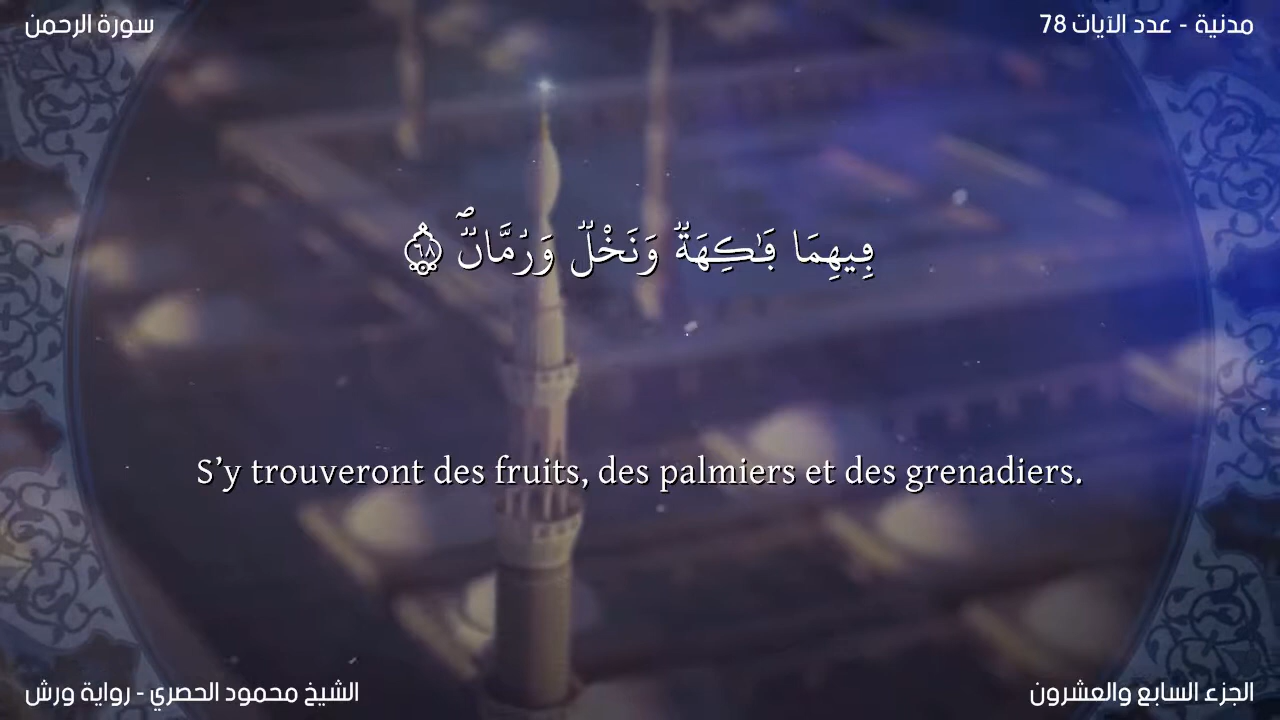 سورة الرحمن
مدنية - عدد الآيات 78
فِيهِمَا فَٰكِهَةٌ وَنَخْلٌ وَرُمَّانٌ ۝٦٨
S’y trouveront des fruits, des palmiers et des grenadiers.
الشيخ محمود الحصري - رواية ورش
الجزء السابع والعشرون